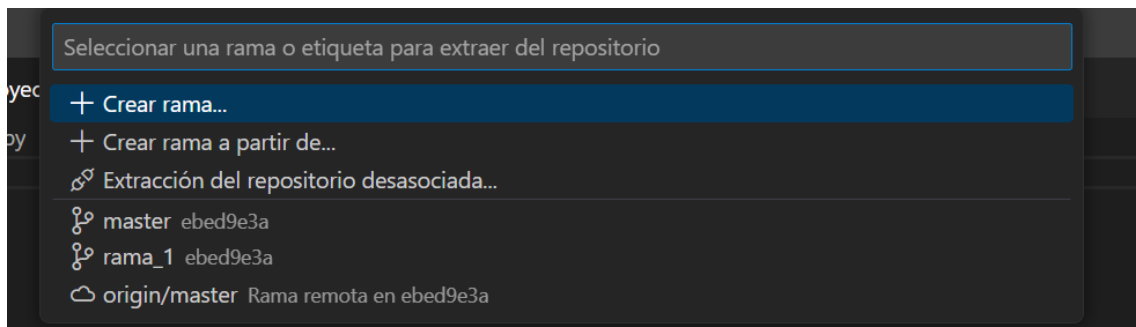 Seleccionar una rama o etiqueta para extraer del repositorio
Crear rama...
Crear rama a partir de...
Extracción del repositorio desasociada...
master ebed9e3a
rama_1 ebed9e3a
origin/master Rama remota en ebed9e3a